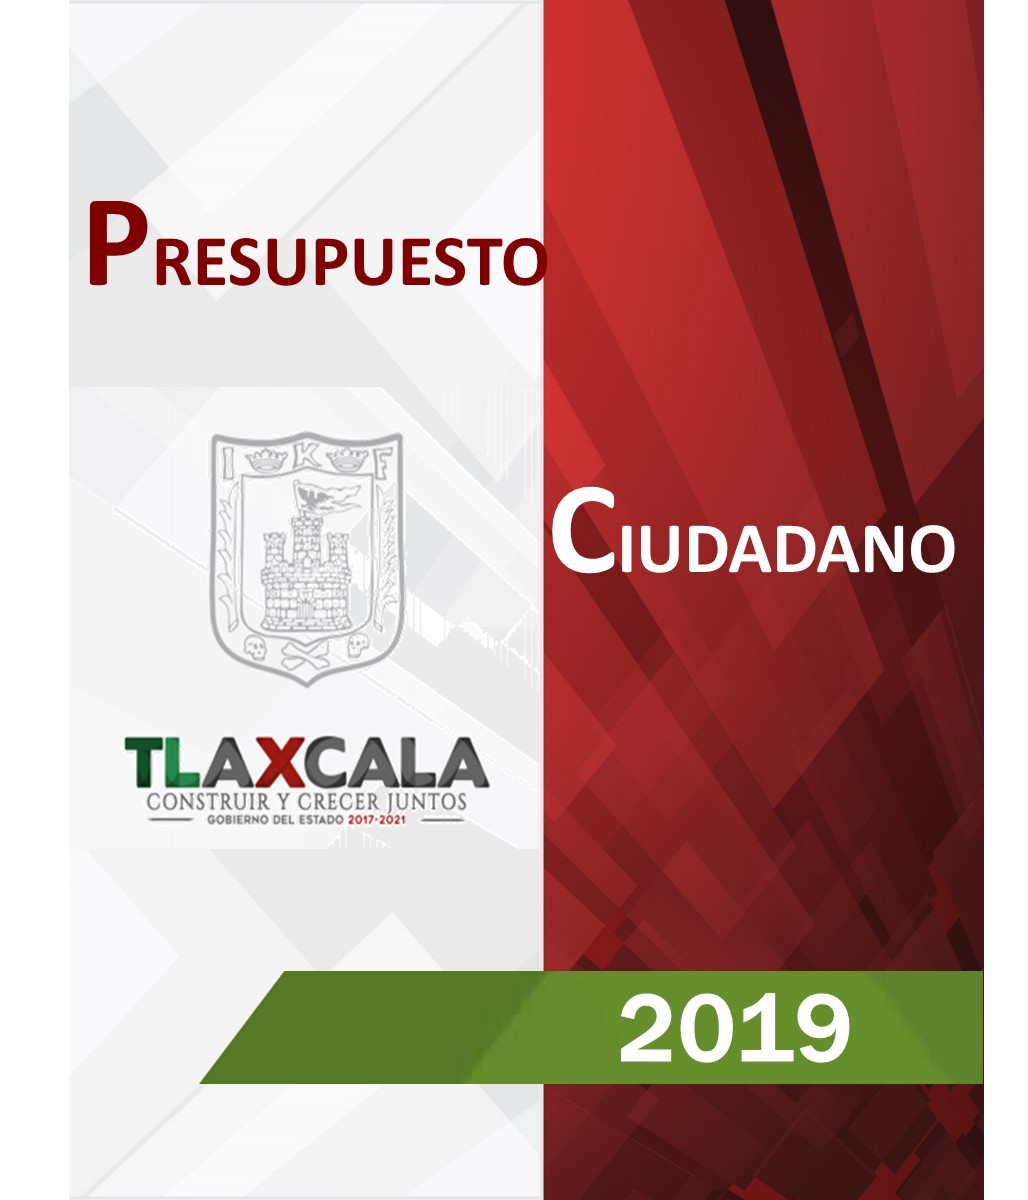 PRESUPUESTO
I K F
CIUDADANO
TLAXCALA
CONSTRUIR Y CRECER JUNTOS
GOBIERNO DEL ESTADO 2017-2021
2019